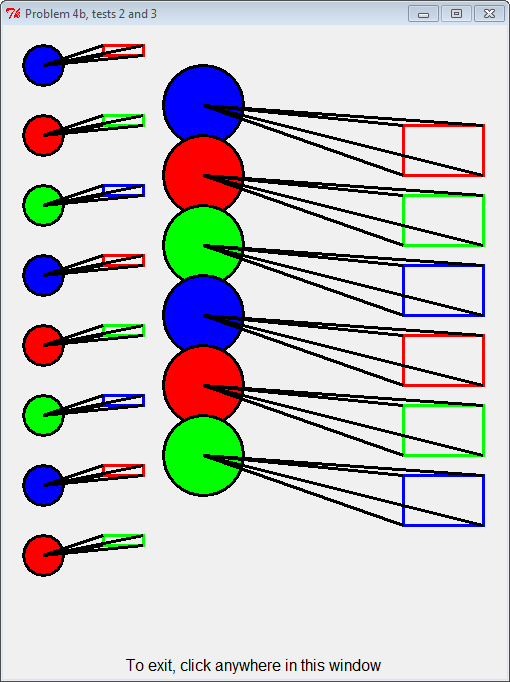 Problem 4b, tests 2 and 3
To exit, click anywhere in this window